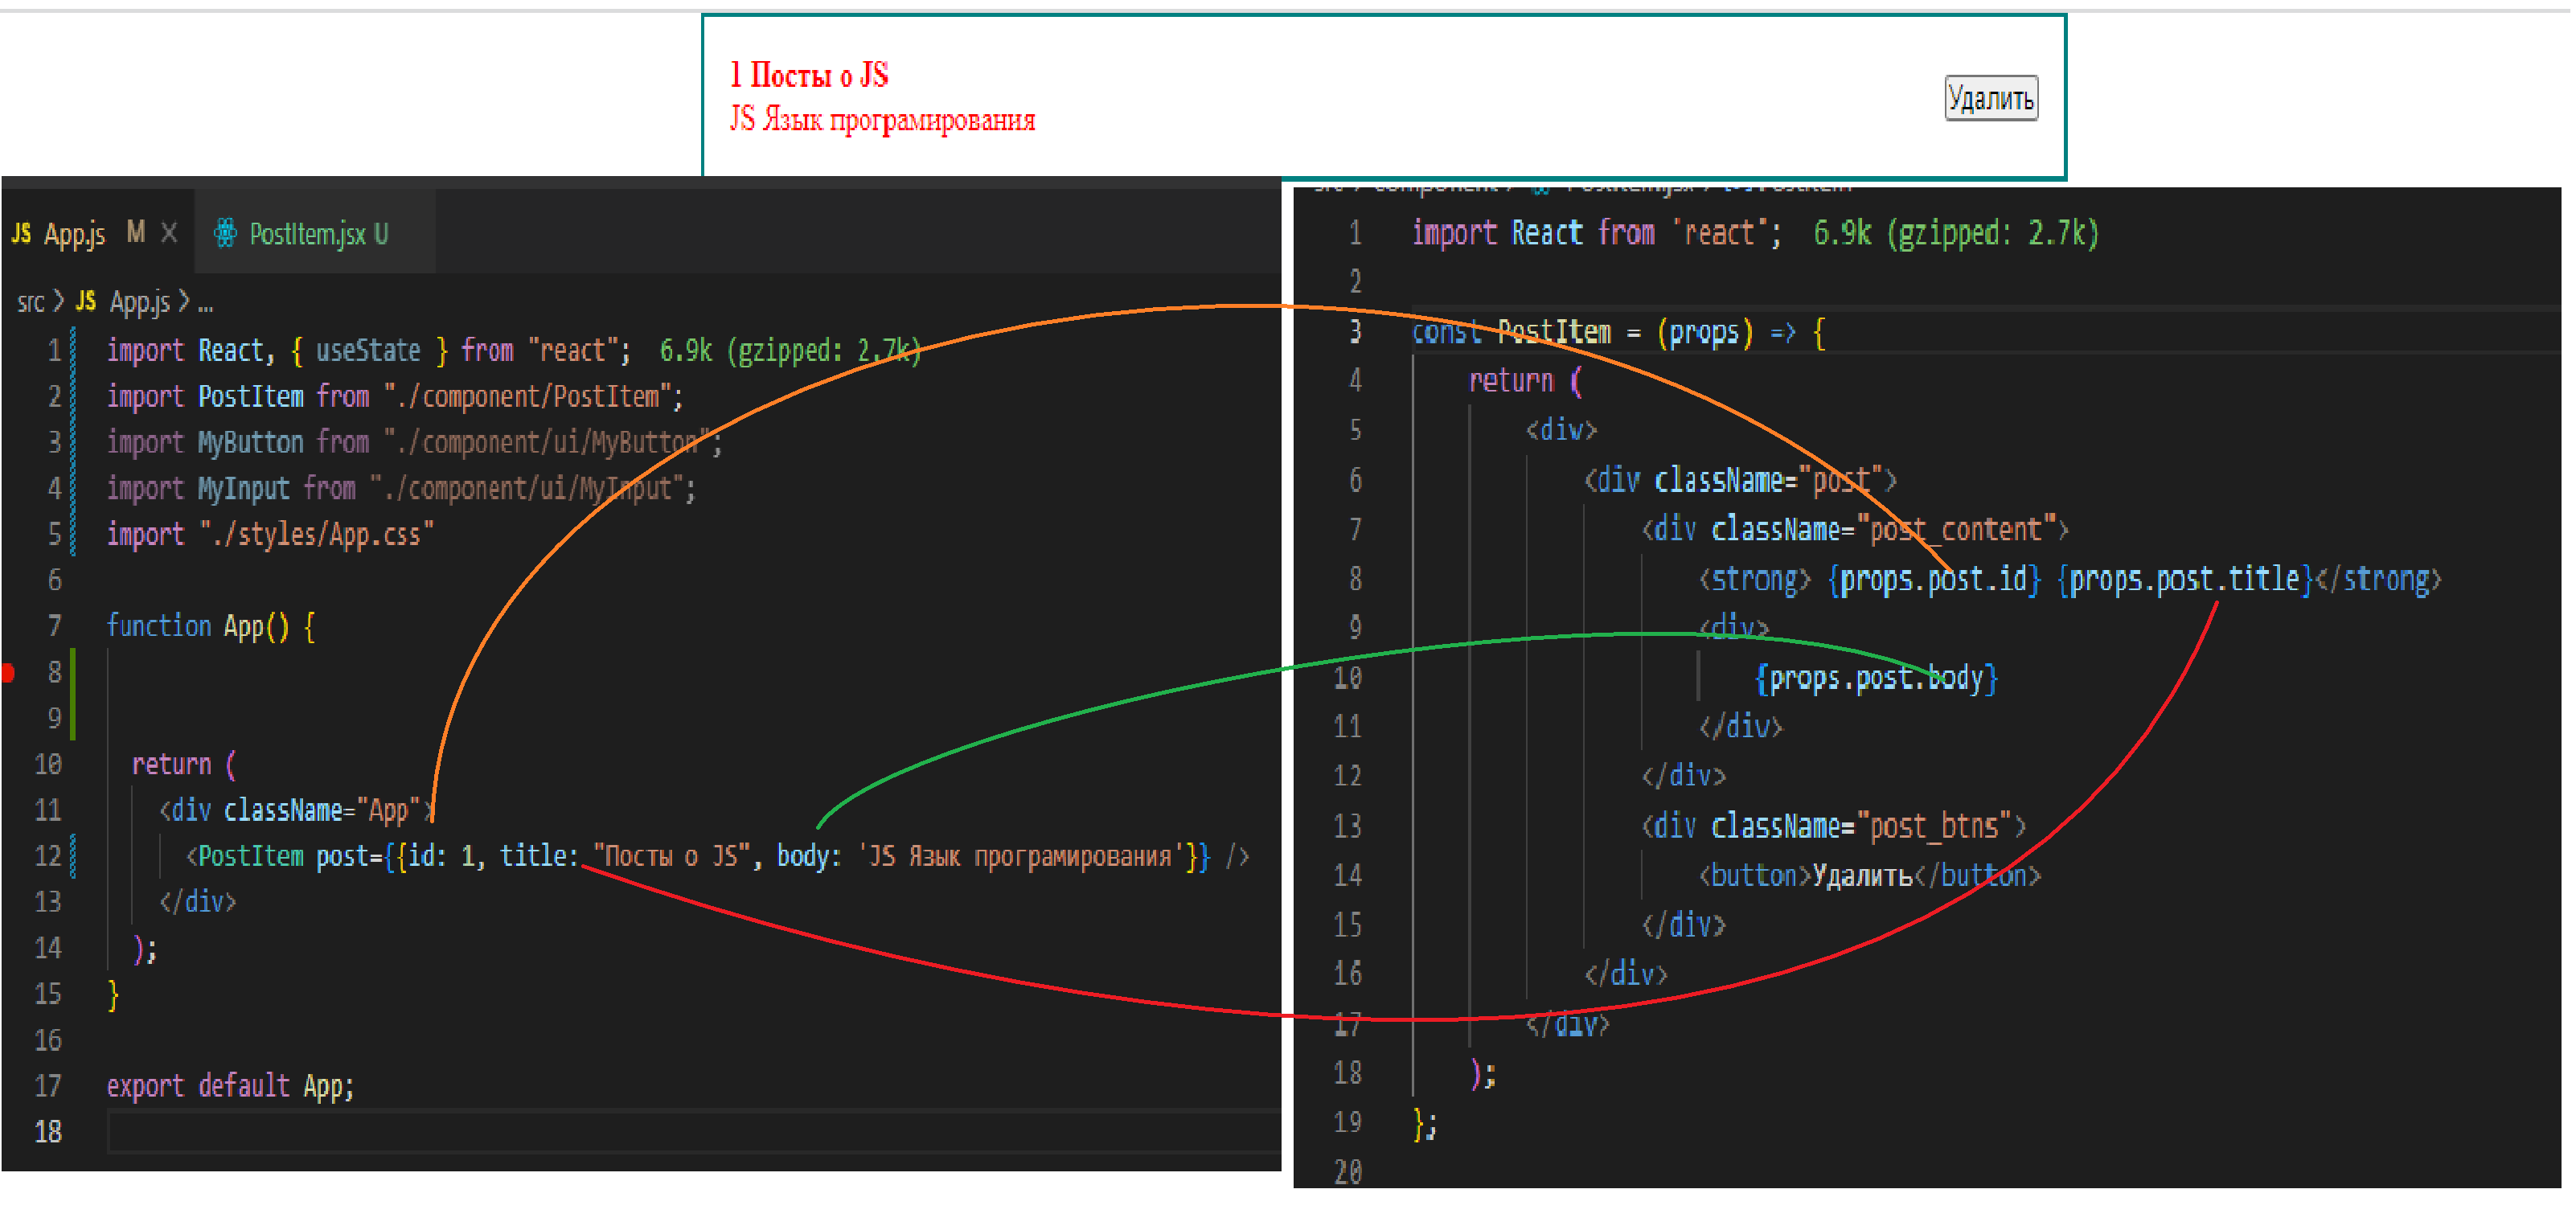 1 Посты о JS
JS Язык програмирования
Удалить
JS App.js M X PostItem.jsx U
src > JS App.js > ...
1 import React, { useState } from "react"; 6.9k (gzipped: 2.7k)
2 import PostItem from "./component/PostItem";
3 import MyButton from "./component/ui/MyButton";
4 import MyInput from "./component/ui/MyInput";
5 import "./styles/App.css"
6
7 function App() {
8
9
10 return (
11 <div className="App">
12 <PostItem post={{id: 1, title: "Посты о JS", body: 'JS Язык програмирования'}} />
13 </div>
14 );
15 }
16
17 export default App;
18
1 import React from 'react'; 6.9k (gzipped: 2.7k)
2
3 const PostItem = (props) => {
4 return (
5 <div>
6 <div className="post">
7 <div className="post_content">
8 <strong> {props.post.id} {props.post.title}</strong>
9 <div>
10 {props.post.body}
11 </div>
12 </div>
13 <div className="post_btns">
14 <button>Удалить</button>
15 </div>
16 </div>
17 </div>
18 );
19 };
20